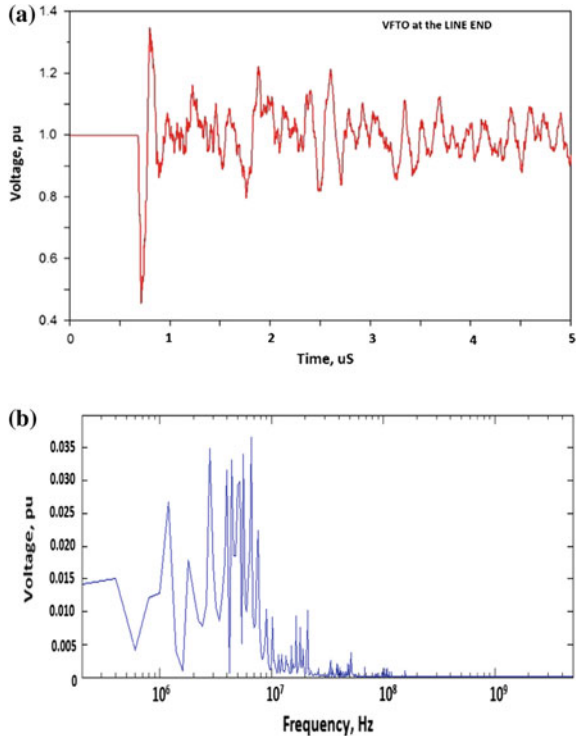 (a)
VFTO at the LINE END
1.4
1.2
1.0
0.8
0.6
0.4
Voltage, pu
0 1 2 3 4 5
Time, uS
(b)
0.035
0.030
0.025
0.020
0.015
0.010
0.005
0
Voltage, pu
10⁶ 10⁷ 10⁸ 10⁹
Frequency, Hz